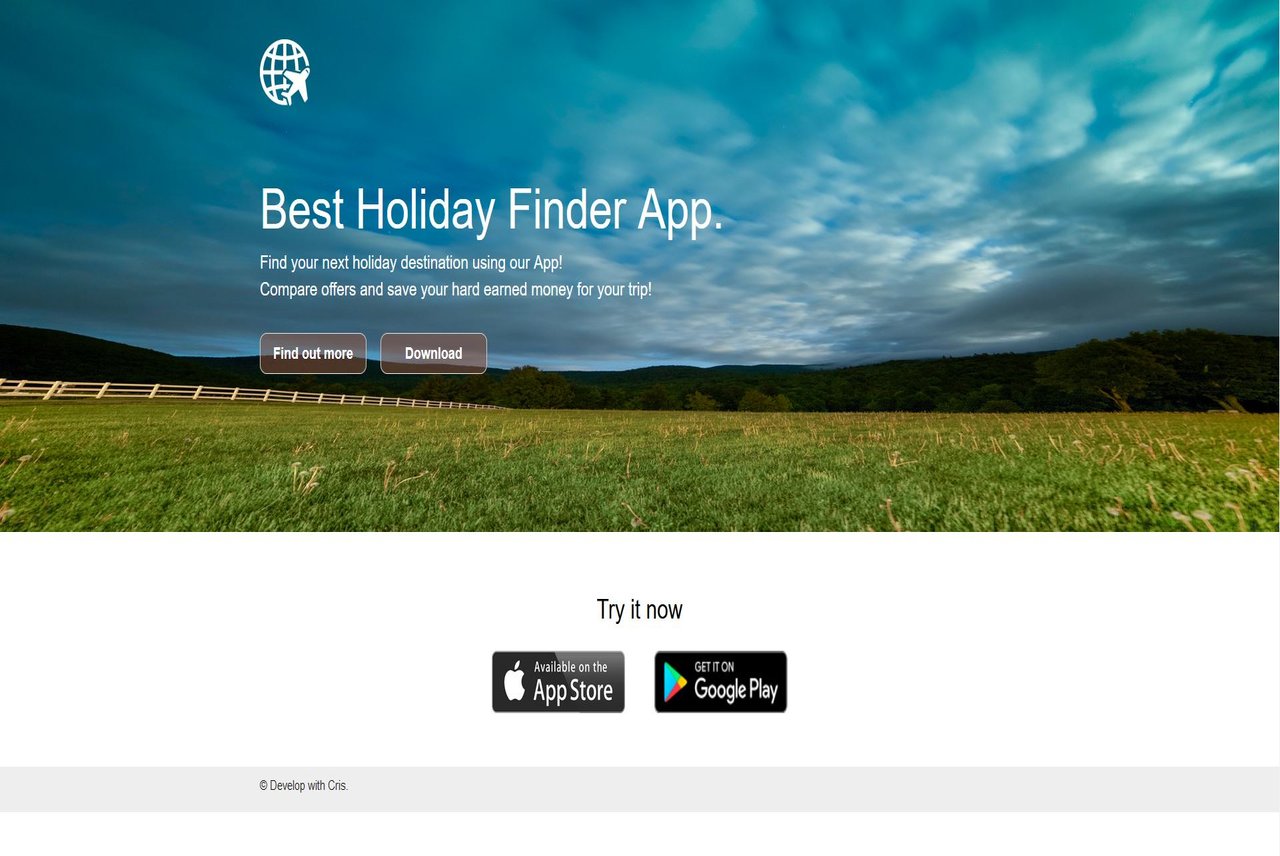 Best Holiday Finder App.
Find your next holiday destination using our App!
Compare offers and save your hard earned money for your trip!
Find out more
Download
Try it now
Available on the
App Store
GET IT ON
Google Play
© Develop with Cris.